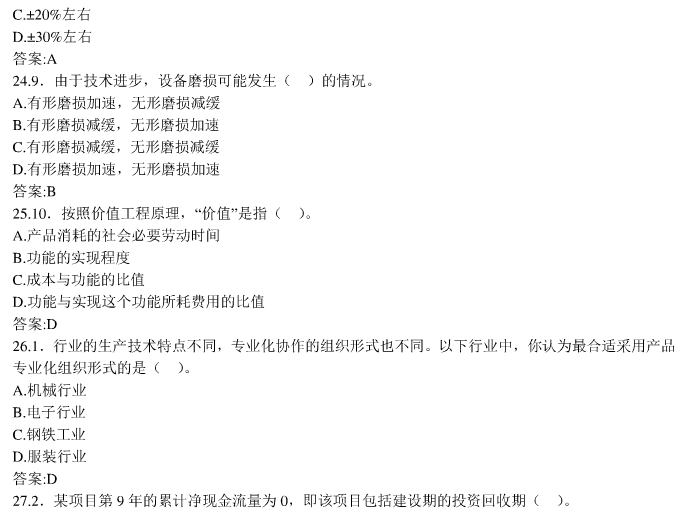 C.±20%左右
D.±30%左右
答案:A
24.9．由于技术进步，设备磨损可能发生（　）的情况。
A.有形磨损加速，无形磨损减缓
B.有形磨损减缓，无形磨损加速
C.有形磨损减缓，无形磨损减缓
D.有形磨损加速，无形磨损加速
答案:B
25.10．按照价值工程原理，“价值”是指（　）。
A.产品消耗的社会必要劳动时间
B.功能的实现程度
C.成本与功能的比值
D.功能与实现这个功能所耗费用的比值
答案:D
26.1．行业的生产技术特点不同，专业化协作的组织形式也不同。以下行业中，你认为最合适采用产品
专业化组织形式的是（　）。
A.机械行业
B.电子行业
C.钢铁工业
D.服装行业
答案:D
27.2．某项目第 9 年的累计净现金流量为 0，即该项目包括建设期的投资回收期（　）。